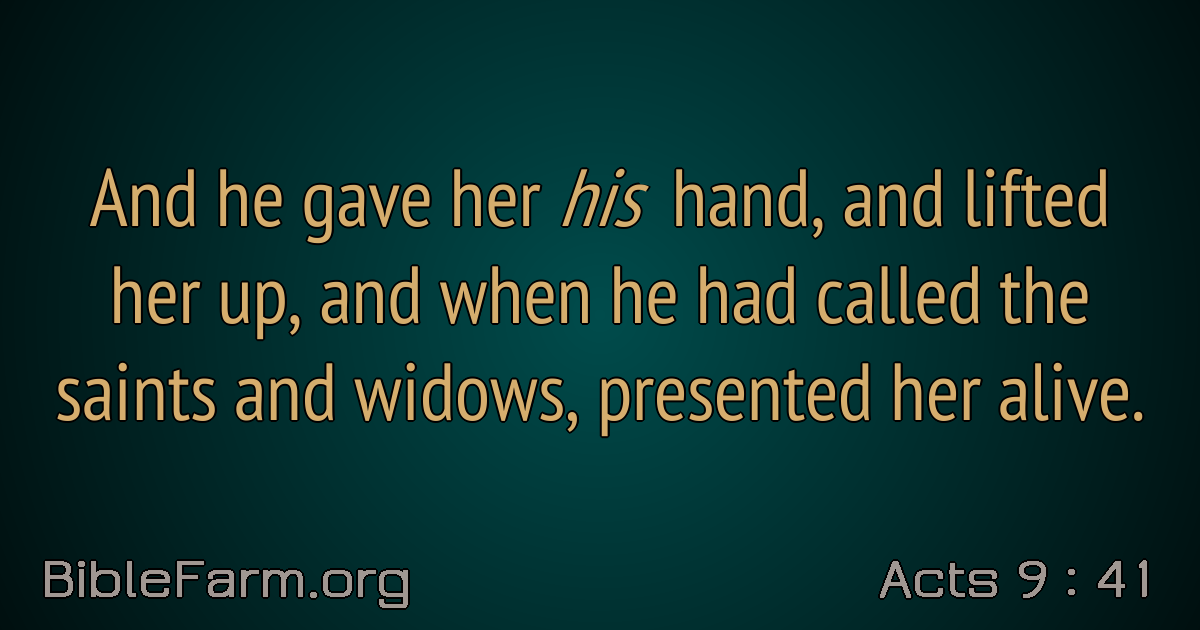 And he gave her his hand, and lifted
her up, and when he had called the
saints and widows, presented her alive.
BibleFarm.org
Acts 9 : 41